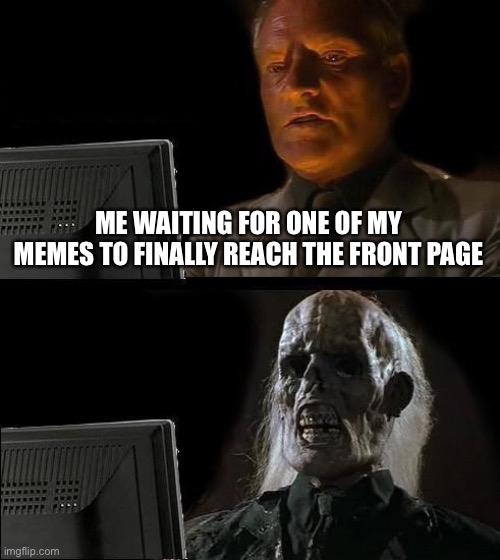 ME WAITING FOR ONE OF MY
MEMES TO FINALLY REACH THE FRONT PAGE
imgflip.com